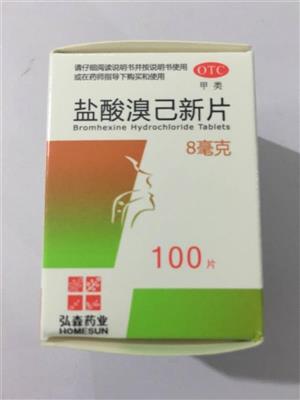 请仔细阅读说明书并按说明书使用
或在药师指导下购买和使用
OTC
甲类
盐酸溴己新片
Bromhexine Hydrochloride Tablets
8毫克
100片
弘森药业
HOMESUN